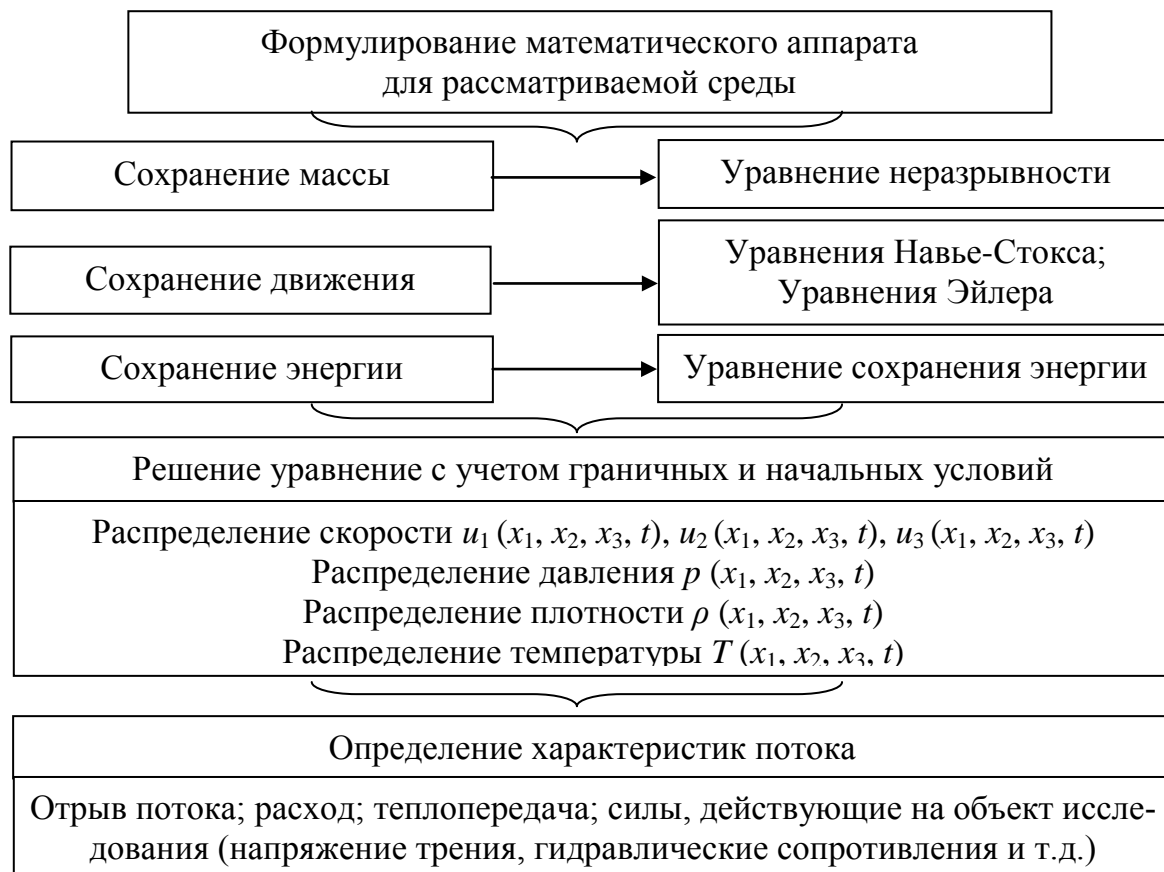 Формулирование математического аппарата
для рассматриваемой среды
Сохранение массы
Уравнение неразрывности
Сохранение движения
Уравнения Навье-Стокса;
Уравнения Эйлера
Сохранение энергии
Уравнение сохранения энергии
Решение уравнение с учетом граничных и начальных условий
Распределение скорости u₁ (x₁, x₂, x₃, t), u₂ (x₁, x₂, x₃, t), u₃ (x₁, x₂, x₃, t)
Распределение давления p (x₁, x₂, x₃, t)
Распределение плотности ρ (x₁, x₂, x₃, t)
Распределение температуры T (x₁, x₂, x₃, t)
Определение характеристик потока
Отрыв потока; расход; теплопередача; силы, действующие на объект иссле-
дования (напряжение трения, гидравлические сопротивления и т.д.)